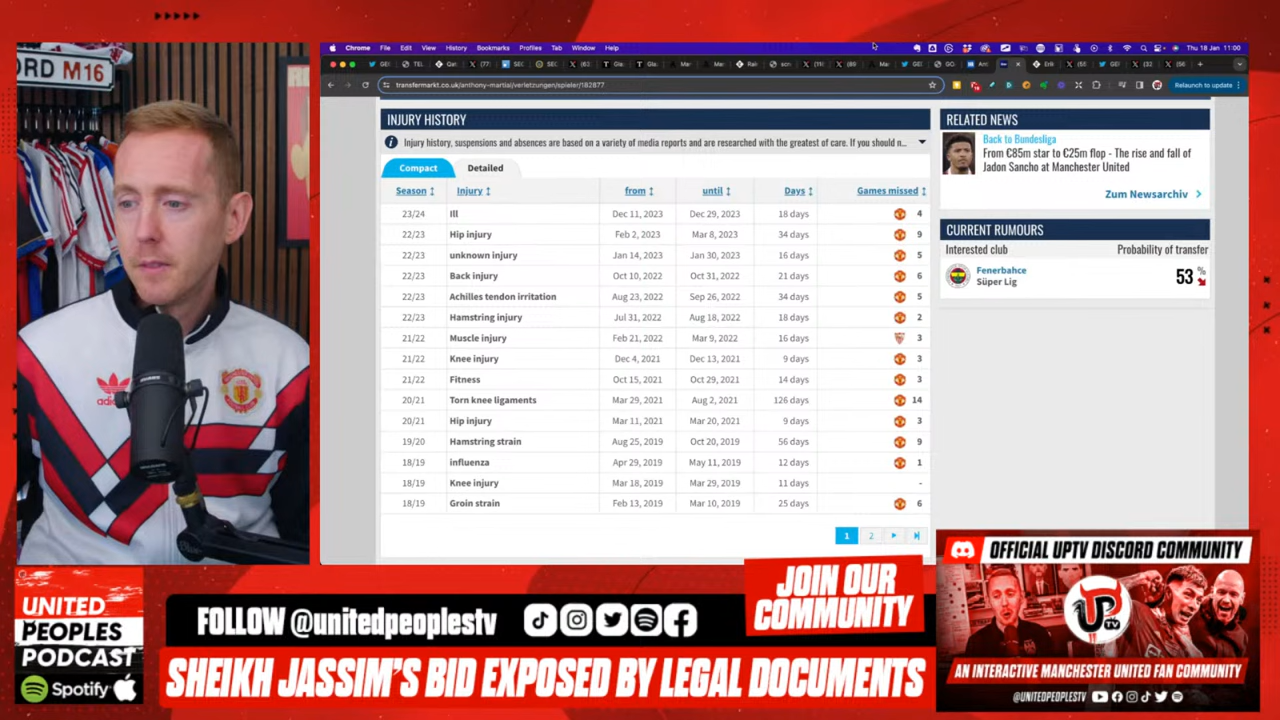 ORD M16
adidas
Chrome File Edit View History Bookmarks Profiles Tab Window Help
Thu 18 Jan 11:00
transfermarkt.co.uk/anthony-martial/verletzungen/spieler/182877
Relaunch to update
INJURY HISTORY
Injury history, suspensions and absences are based on a variety of media reports and are researched with the greatest of care. If you should n...
Compact Detailed
Season Injury from until Days Games missed
23/24 Ill Dec 11, 2023 Dec 29, 2023 18 days 4
22/23 Hip injury Feb 2, 2023 Mar 8, 2023 34 days 9
22/23 unknown injury Jan 14, 2023 Jan 30, 2023 16 days 5
22/23 Back injury Oct 10, 2022 Oct 31, 2022 21 days 6
22/23 Achilles tendon irritation Aug 23, 2022 Sep 26, 2022 34 days 5
22/23 Hamstring injury Jul 31, 2022 Aug 18, 2022 18 days 2
21/22 Muscle injury Feb 21, 2022 Mar 9, 2022 16 days 3
21/22 Knee injury Dec 4, 2021 Dec 13, 2021 9 days 3
21/22 Fitness Oct 15, 2021 Oct 29, 2021 14 days 3
20/21 Torn knee ligaments Mar 29, 2021 Aug 2, 2021 126 days 14
20/21 Hip injury Mar 11, 2021 Mar 20, 2021 9 days 3
19/20 Hamstring strain Aug 25, 2019 Oct 20, 2019 56 days 9
18/19 influenza Apr 29, 2019 May 11, 2019 12 days 1
18/19 Knee injury Mar 18, 2019 Mar 29, 2019 11 days -
18/19 Groin strain Feb 13, 2019 Mar 10, 2019 25 days 6
1 2
RELATED NEWS
Back to Bundesliga
From €85m star to €25m flop - The rise and fall of
Jadon Sancho at Manchester United
Zum Newsarchiv
CURRENT RUMOURS
Interested club Probability of transfer
Fenerbahce
Süper Lig
53 %
UNITED
PEOPLES
PODCAST
Spotify
FOLLOW @unitedpeoplestv
JOIN OUR
COMMUNITY
SHEIKH JASSIM'S BID EXPOSED BY LEGAL DOCUMENTS
OFFICIAL UPTV DISCORD COMMUNITY
UP
TV
AN INTERACTIVE MANCHESTER UNITED FAN COMMUNITY
@UNITEDPEOPLESTV